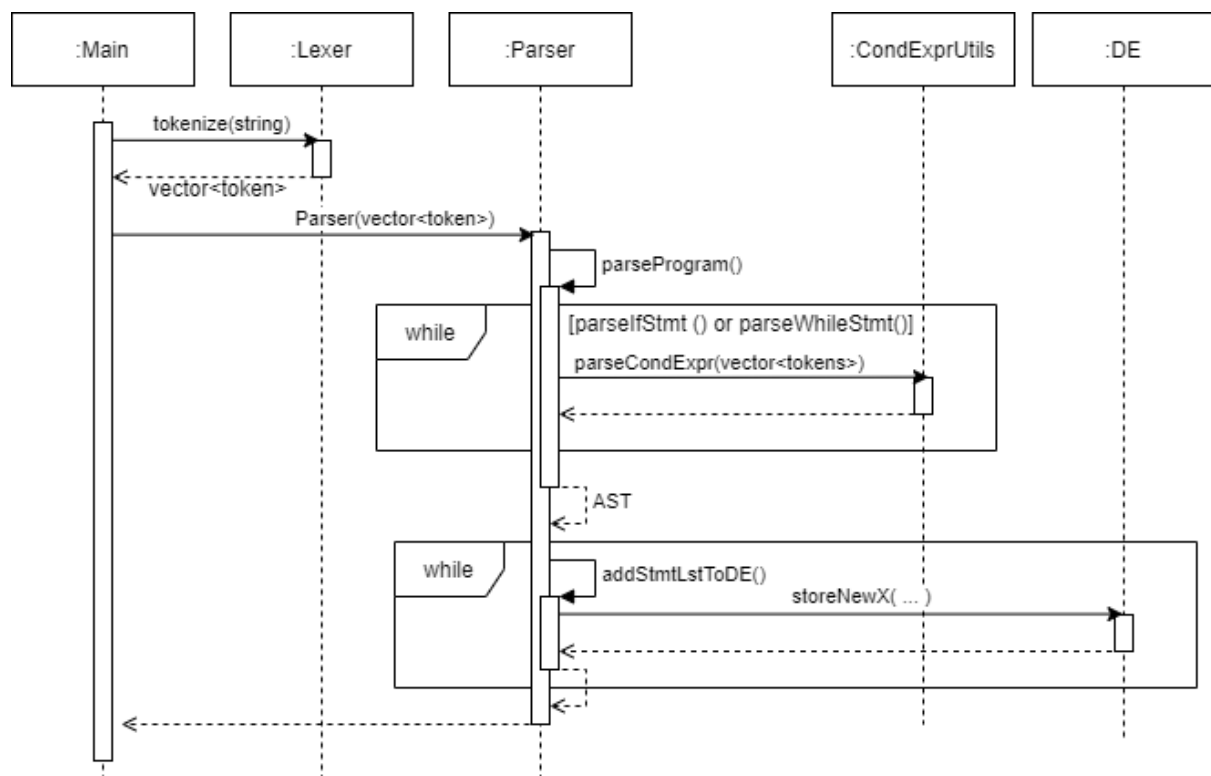 :Main
:Lexer
:Parser
:CondExprUtils
:DE
tokenize(string)
vector<token>
Parser(vector<token>)
parseProgram()
while
[parseIfStmt () or parseWhileStmt()]
parseCondExpr(vector<tokens>)
AST
while
addStmtLstToDE()
storeNewX( ... )